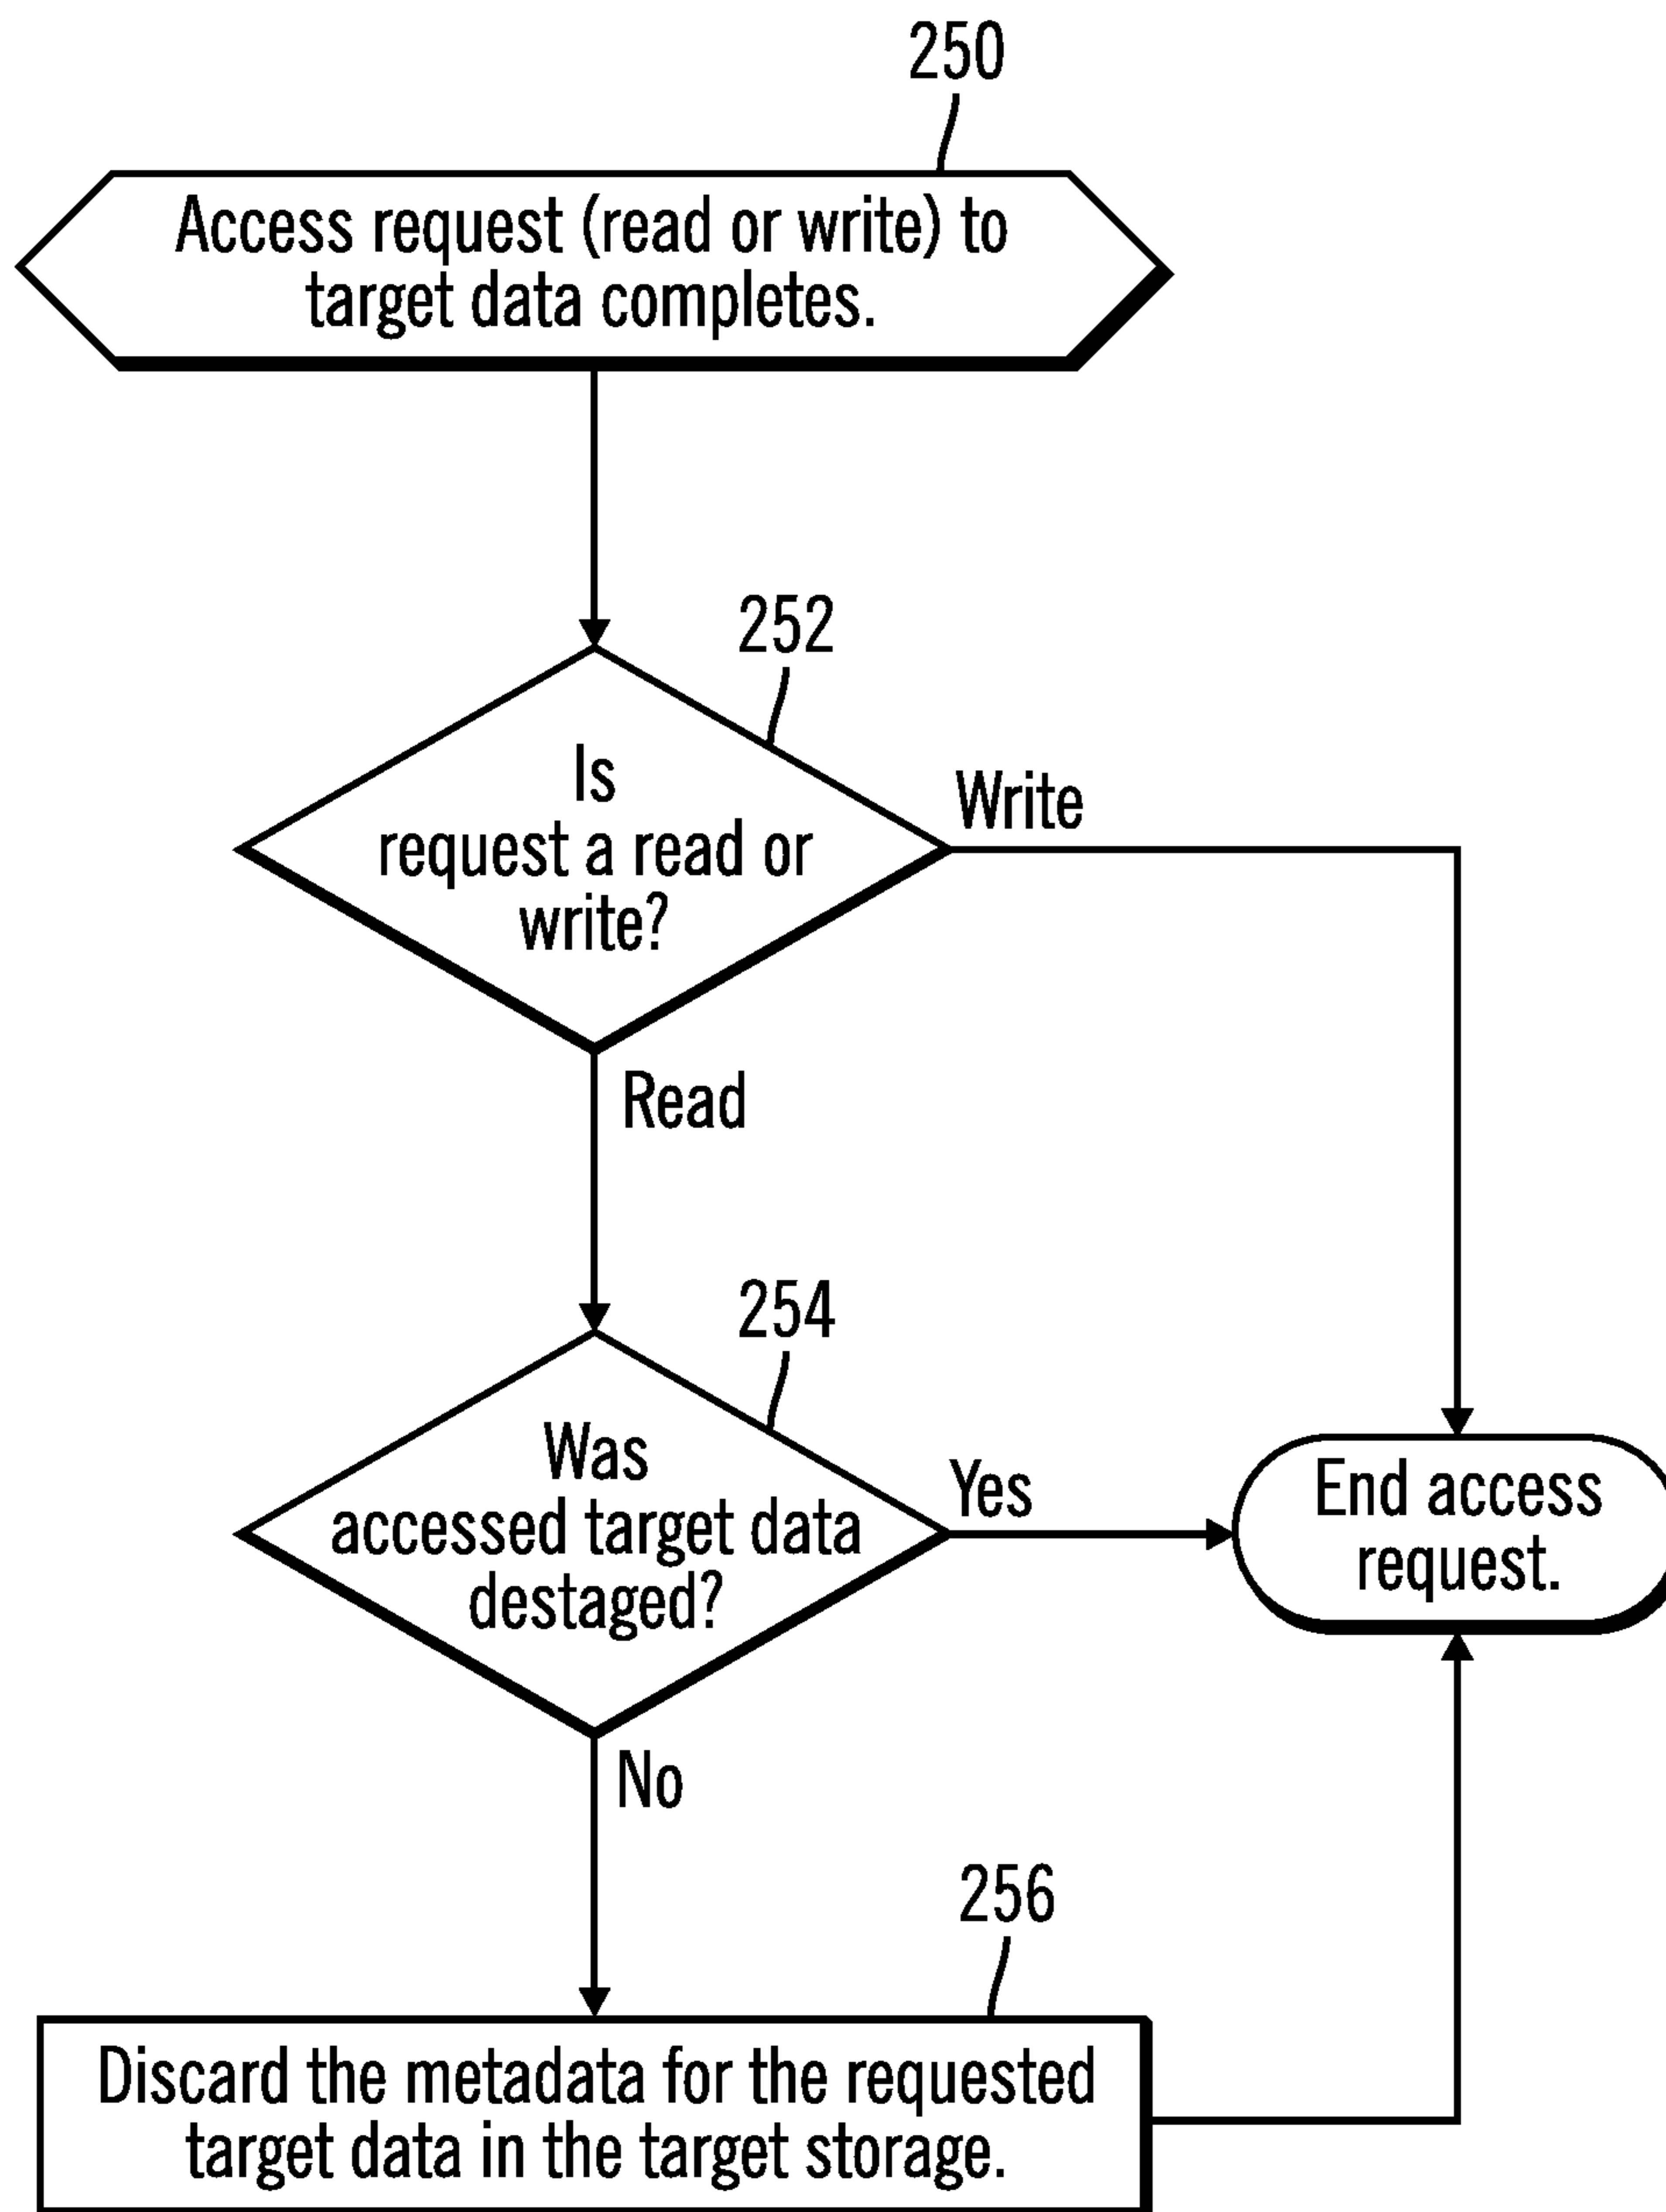 250
Access request (read or write) to
target data completes.
252
Is
request a read or
write?
Write
Read
254
Was
accessed target data
destaged?
Yes
End access
request.
No
256
Discard the metadata for the requested
target data in the target storage.